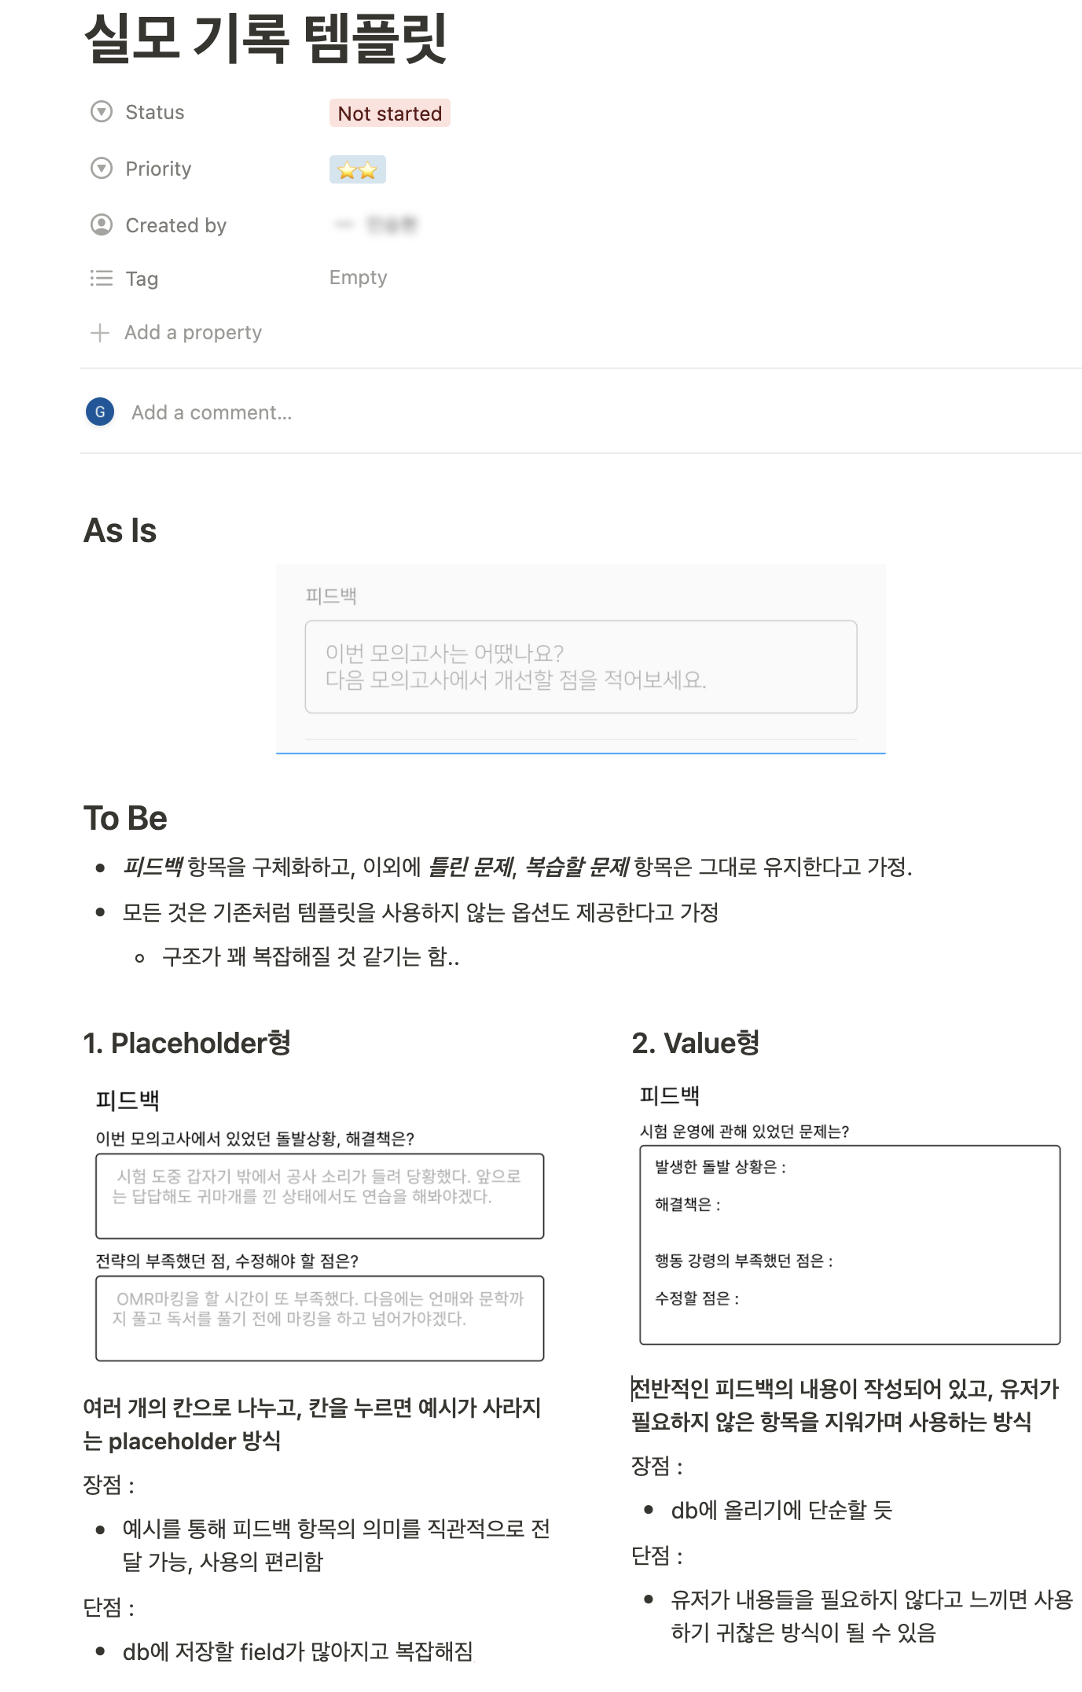 실모 기록 템플릿
Status
Not started
Priority
Created by
Tag
Empty
Add a property
G
Add a comment...
As Is
피드백
이번 모의고사는 어땠나요?
다음 모의고사에서 개선할 점을 적어보세요.
To Be
피드백 항목을 구체화하고, 이외에 틀린 문제, 복습할 문제 항목은 그대로 유지한다고 가정.
모든 것은 기존처럼 템플릿을 사용하지 않는 옵션도 제공한다고 가정
구조가 꽤 복잡해질 것 같기는 함..
1. Placeholder형
피드백
이번 모의고사에서 있었던 돌발상황, 해결책은?
시험 도중 갑자기 밖에서 공사 소리가 들려 당황했다. 앞으로
는 답답해도 귀마개를 낀 상태에서도 연습을 해봐야겠다.
전략의 부족했던 점, 수정해야 할 점은?
OMR마킹을 할 시간이 또 부족했다. 다음에는 언매와 문학까
지 풀고 독서를 풀기 전에 마킹을 하고 넘어가야겠다.
여러 개의 칸으로 나누고, 칸을 누르면 예시가 사라지
는 placeholder 방식
장점 :
예시를 통해 피드백 항목의 의미를 직관적으로 전
달 가능, 사용의 편리함
단점 :
db에 저장할 field가 많아지고 복잡해짐
2. Value형
피드백
시험 운영에 관해 있었던 문제는?
발생한 돌발 상황은 :
해결책은 :
행동 강령의 부족했던 점은 :
수정할 점은 :
전반적인 피드백의 내용이 작성되어 있고, 유저가
필요하지 않은 항목을 지워가며 사용하는 방식
장점 :
db에 올리기에 단순할 듯
단점 :
유저가 내용들을 필요하지 않다고 느끼면 사용
하기 귀찮은 방식이 될 수 있음